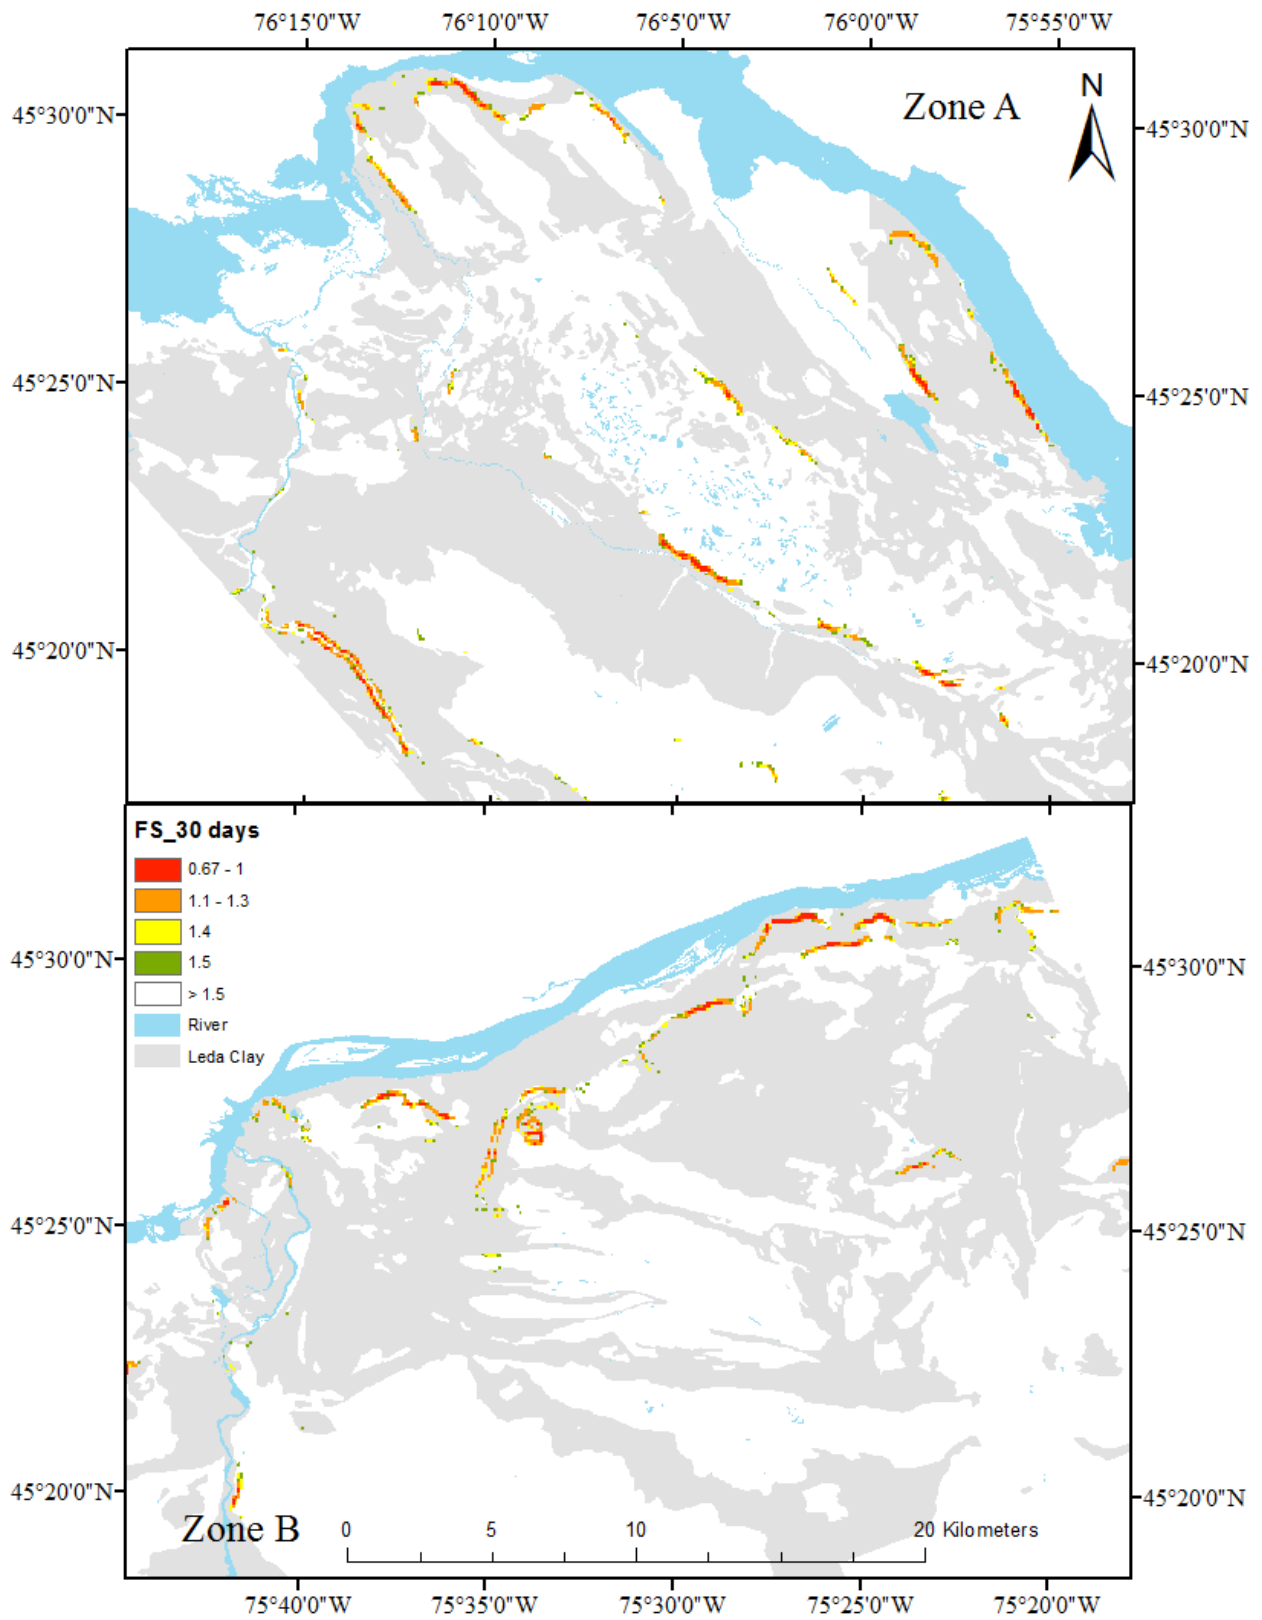 76°15'0"W 76°10'0"W 76°5'0"W 76°0'0"W 75°55'0"W
N
Zone A
45°30'0"N 45°30'0"N
45°25'0"N 45°25'0"N
45°20'0"N 45°20'0"N
FS_30 days
0.67 - 1
1.1 - 1.3
1.4
1.5
> 1.5
River
Leda Clay
45°30'0"N 45°30'0"N
45°25'0"N 45°25'0"N
45°20'0"N 45°20'0"N
Zone B 0 5 10 20 Kilometers
75°40'0"W 75°35'0"W 75°30'0"W 75°25'0"W 75°20'0"W